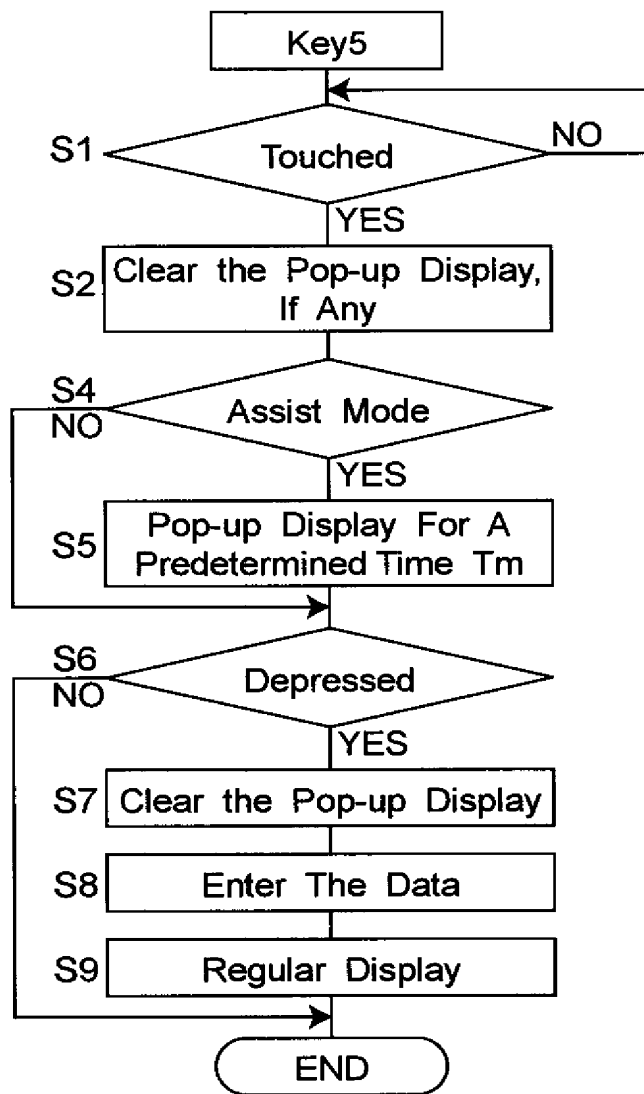 Key5
S1
Touched
NO
YES
S2
Clear the Pop-up Display,
If Any
S4
NO
Assist Mode
YES
S5
Pop-up Display For A
Predetermined Time Tm
S6
NO
Depressed
YES
S7
Clear the Pop-up Display
S8
Enter The Data
S9
Regular Display
END